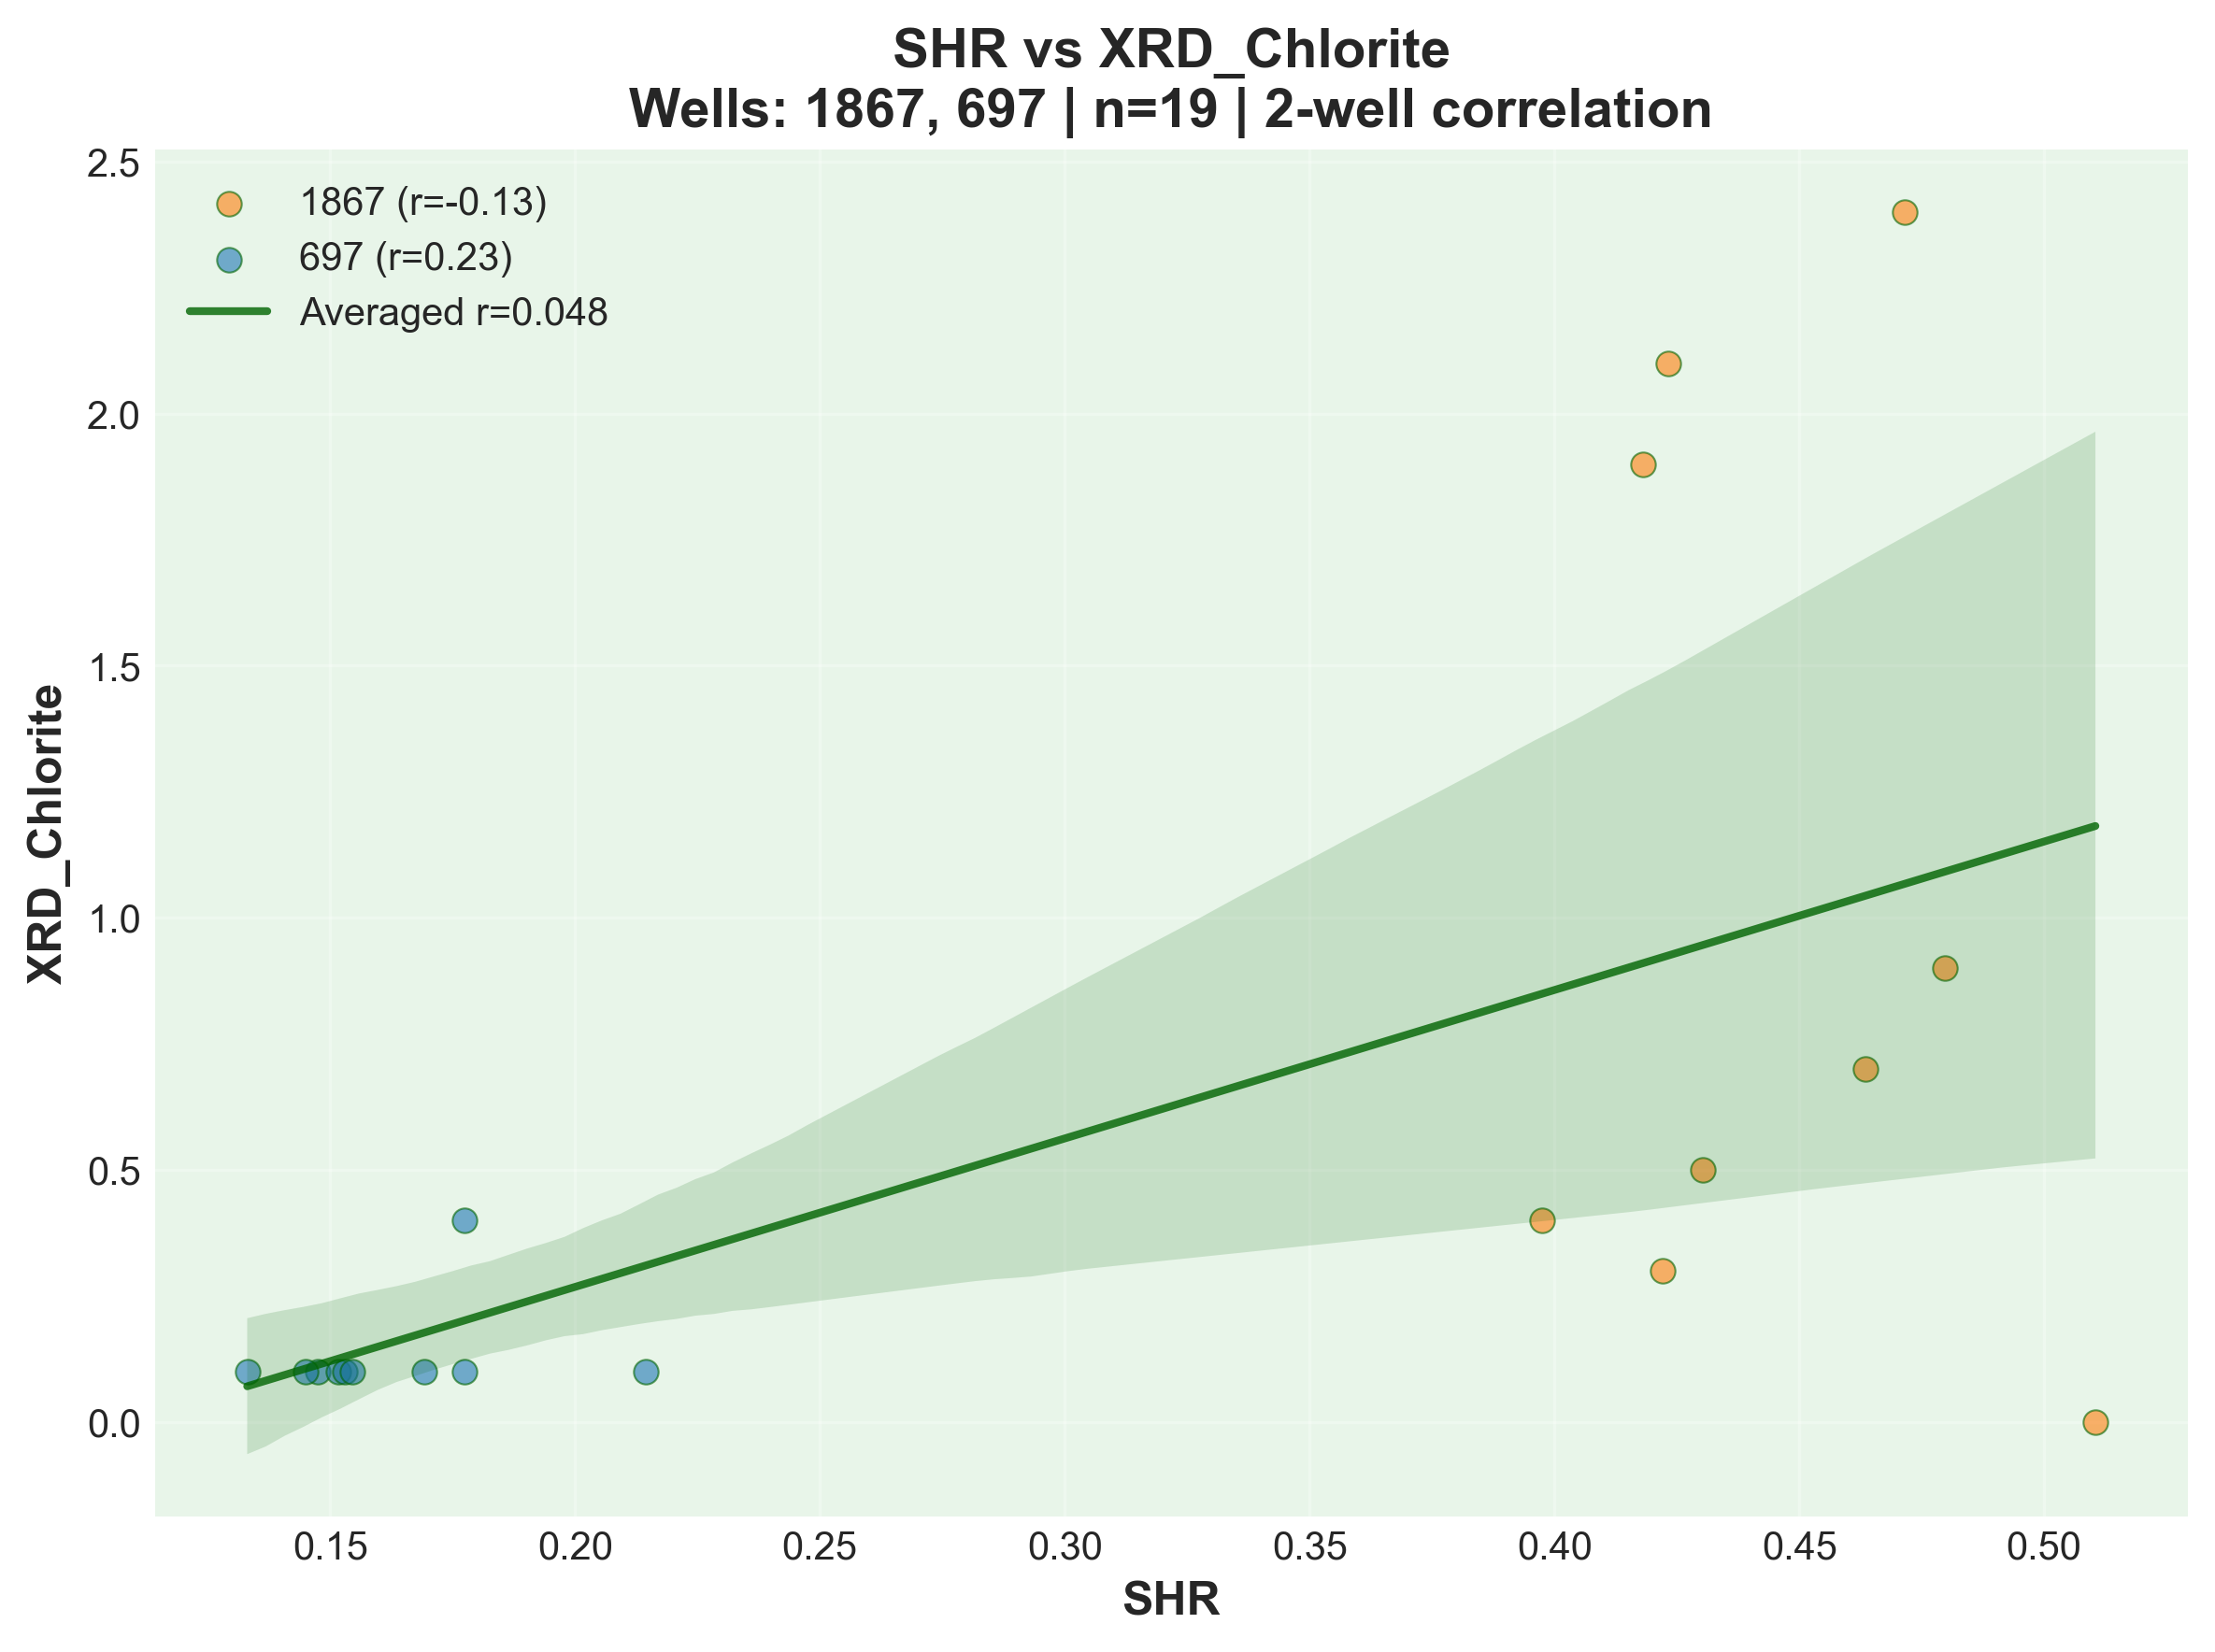 SHR vs XRD_Chlorite
Wells: 1867, 697 | n=19 | 2-well correlation
1867 (r=-0.13)
697 (r=0.23)
Averaged r=0.048
XRD_Chlorite
2.5
2.0
1.5
1.0
0.5
0.0
0.15 0.20 0.25 0.30 0.35 0.40 0.45 0.50
SHR